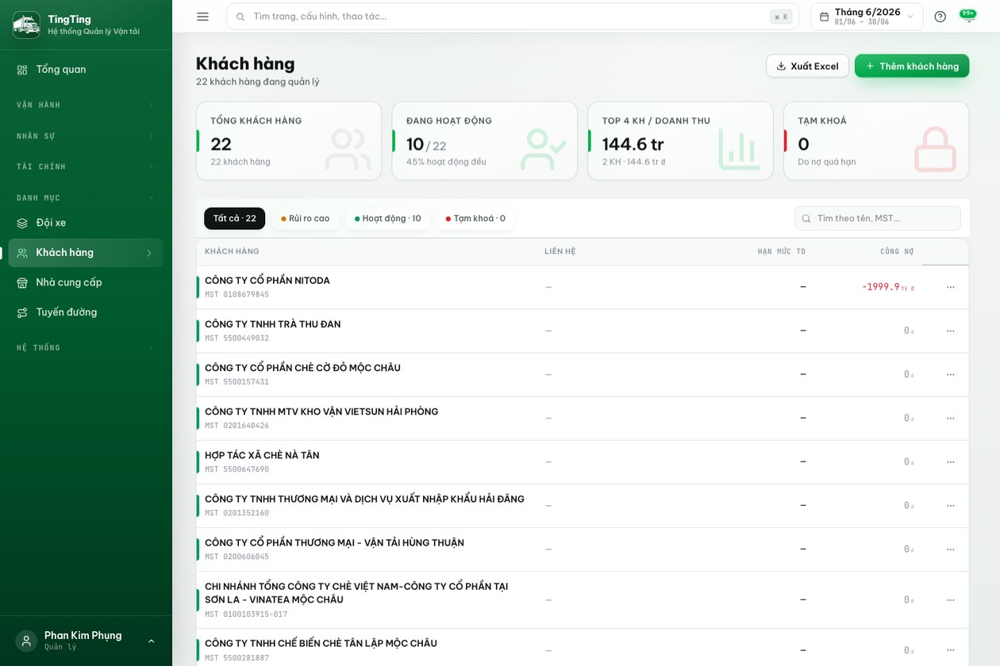 TingTing
Hệ thống Quản lý Vận tải
Tìm trang, cấu hình, thao tác...
⌘ K
Tháng 6/2026
01/06 – 30/06
99+
Tổng quan
VẬN HÀNH
NHÂN SỰ
TÀI CHÍNH
DANH MỤC
Đội xe
Khách hàng
Nhà cung cấp
Tuyến đường
HỆ THỐNG
Phan Kim Phụng
Quản lý
Khách hàng
22 khách hàng đang quản lý
Xuất Excel
+ Thêm khách hàng
TỔNG KHÁCH HÀNG
22
22 khách hàng
ĐANG HOẠT ĐỘNG
10 / 22
45% hoạt động đều
TOP 4 KH / DOANH THU
144.6 tr
2 KH · 144.6 tr đ
TẠM KHOÁ
0
Do nợ quá hạn
Tất cả · 22
Rủi ro cao
Hoạt động · 10
Tạm khoá · 0
Tìm theo tên, MST...
KHÁCH HÀNG LIÊN HỆ HẠN MỨC TD CÔNG NỢ
CÔNG TY CỔ PHẦN NITODA
MST 0108679845
— — -1999.9 tỷ đ ...
CÔNG TY TNHH TRÀ THU ĐAN
MST 5500449032
— — 0 đ ...
CÔNG TY CỔ PHẦN CHÈ CỜ ĐỎ MỘC CHÂU
MST 5500157431
— — 0 đ ...
CÔNG TY TNHH MTV KHO VẬN VIETSUN HẢI PHÒNG
MST 0201640426
— — 0 đ ...
HỢP TÁC XÃ CHÈ NÀ TÂN
MST 5500647690
— — 0 đ ...
CÔNG TY TNHH THƯƠNG MẠI VÀ DỊCH VỤ XUẤT NHẬP KHẨU HẢI ĐĂNG
MST 0201352160
— — 0 đ ...
CÔNG TY CỔ PHẦN THƯƠNG MẠI - VẬN TẢI HÙNG THUẬN
MST 0200606045
— — 0 đ ...
CHI NHÁNH TỔNG CÔNG TY CHÈ VIỆT NAM-CÔNG TY CỔ PHẦN TẠI
SƠN LA - VINATEA MỘC CHÂU
MST 0100103915-017
— — 0 đ ...
CÔNG TY TNHH CHẾ BIẾN CHÈ TÂN LẬP MỘC CHÂU
MST 5500281887
— — 0 đ ...